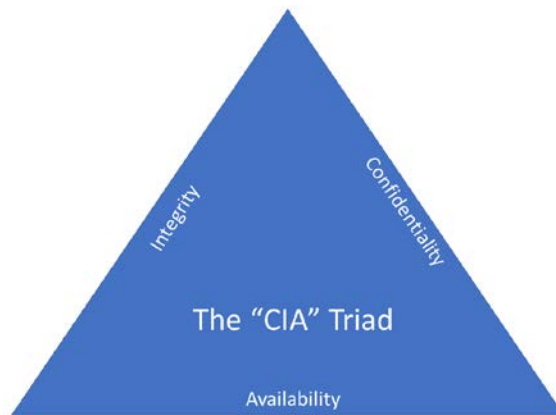 Integrity
Confidentiality
The “CIA” Triad
Availability